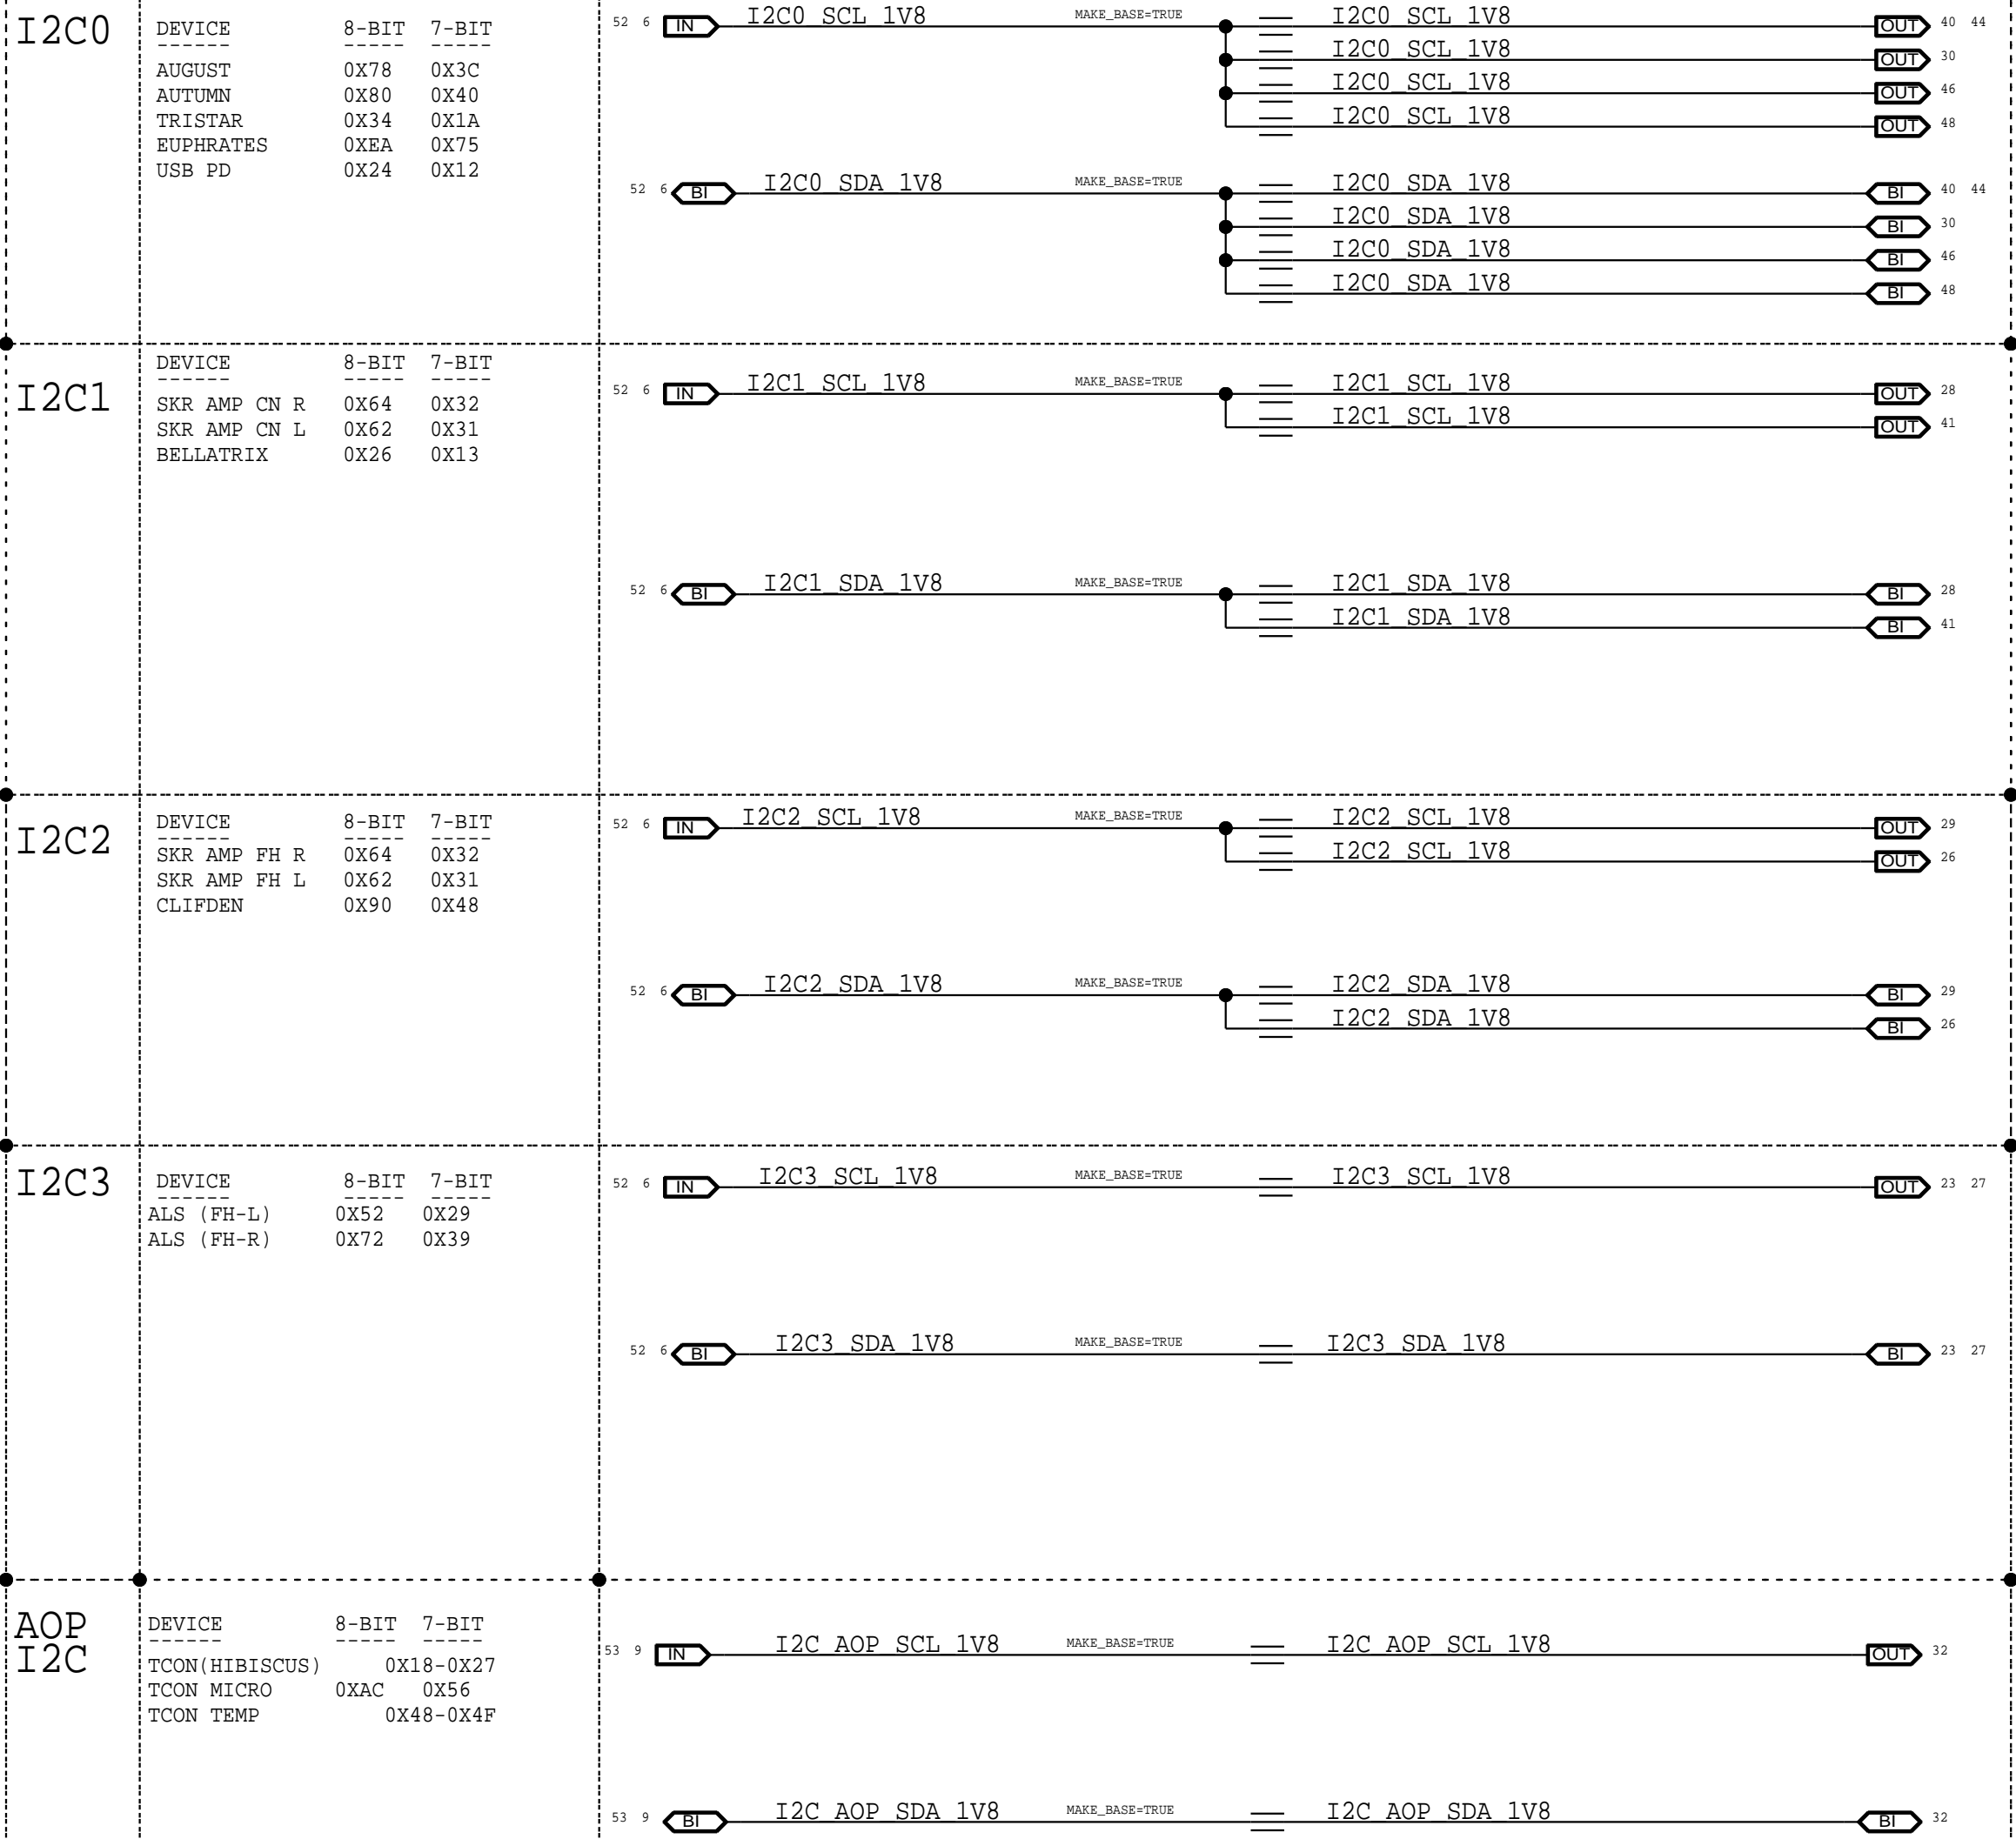 I2C0
DEVICE 8-BIT 7-BIT
------ ----- -----
AUGUST 0X78 0X3C
AUTUMN 0X80 0X40
TRISTAR 0X34 0X1A
EUPHRATES 0XEA 0X75
USB PD 0X24 0X12
52 6 IN I2C0_SCL_1V8 MAKE_BASE=TRUE I2C0_SCL_1V8 OUT 40 44
I2C0_SCL_1V8 OUT 30
I2C0_SCL_1V8 OUT 46
I2C0_SCL_1V8 OUT 48
52 6 BI I2C0_SDA_1V8 MAKE_BASE=TRUE I2C0_SDA_1V8 BI 40 44
I2C0_SDA_1V8 BI 30
I2C0_SDA_1V8 BI 46
I2C0_SDA_1V8 BI 48
I2C1
DEVICE 8-BIT 7-BIT
------ ----- -----
SKR AMP CN R 0X64 0X32
SKR AMP CN L 0X62 0X31
BELLATRIX 0X26 0X13
52 6 IN I2C1_SCL_1V8 MAKE_BASE=TRUE I2C1_SCL_1V8 OUT 28
I2C1_SCL_1V8 OUT 41
52 6 BI I2C1_SDA_1V8 MAKE_BASE=TRUE I2C1_SDA_1V8 BI 28
I2C1_SDA_1V8 BI 41
I2C2
DEVICE 8-BIT 7-BIT
------ ----- -----
SKR AMP FH R 0X64 0X32
SKR AMP FH L 0X62 0X31
CLIFDEN 0X90 0X48
52 6 IN I2C2_SCL_1V8 MAKE_BASE=TRUE I2C2_SCL_1V8 OUT 29
I2C2_SCL_1V8 OUT 26
52 6 BI I2C2_SDA_1V8 MAKE_BASE=TRUE I2C2_SDA_1V8 BI 29
I2C2_SDA_1V8 BI 26
I2C3
DEVICE 8-BIT 7-BIT
------ ----- -----
ALS (FH-L) 0X52 0X29
ALS (FH-R) 0X72 0X39
52 6 IN I2C3_SCL_1V8 MAKE_BASE=TRUE I2C3_SCL_1V8 OUT 23 27
52 6 BI I2C3_SDA_1V8 MAKE_BASE=TRUE I2C3_SDA_1V8 BI 23 27
AOP
I2C
DEVICE 8-BIT 7-BIT
------ ----- -----
TCON(HIBISCUS) 0X18-0X27
TCON MICRO 0XAC 0X56
TCON TEMP 0X48-0X4F
53 9 IN I2C_AOP_SCL_1V8 MAKE_BASE=TRUE I2C_AOP_SCL_1V8 OUT 32
53 9 BI I2C_AOP_SDA_1V8 MAKE_BASE=TRUE I2C_AOP_SDA_1V8 BI 32